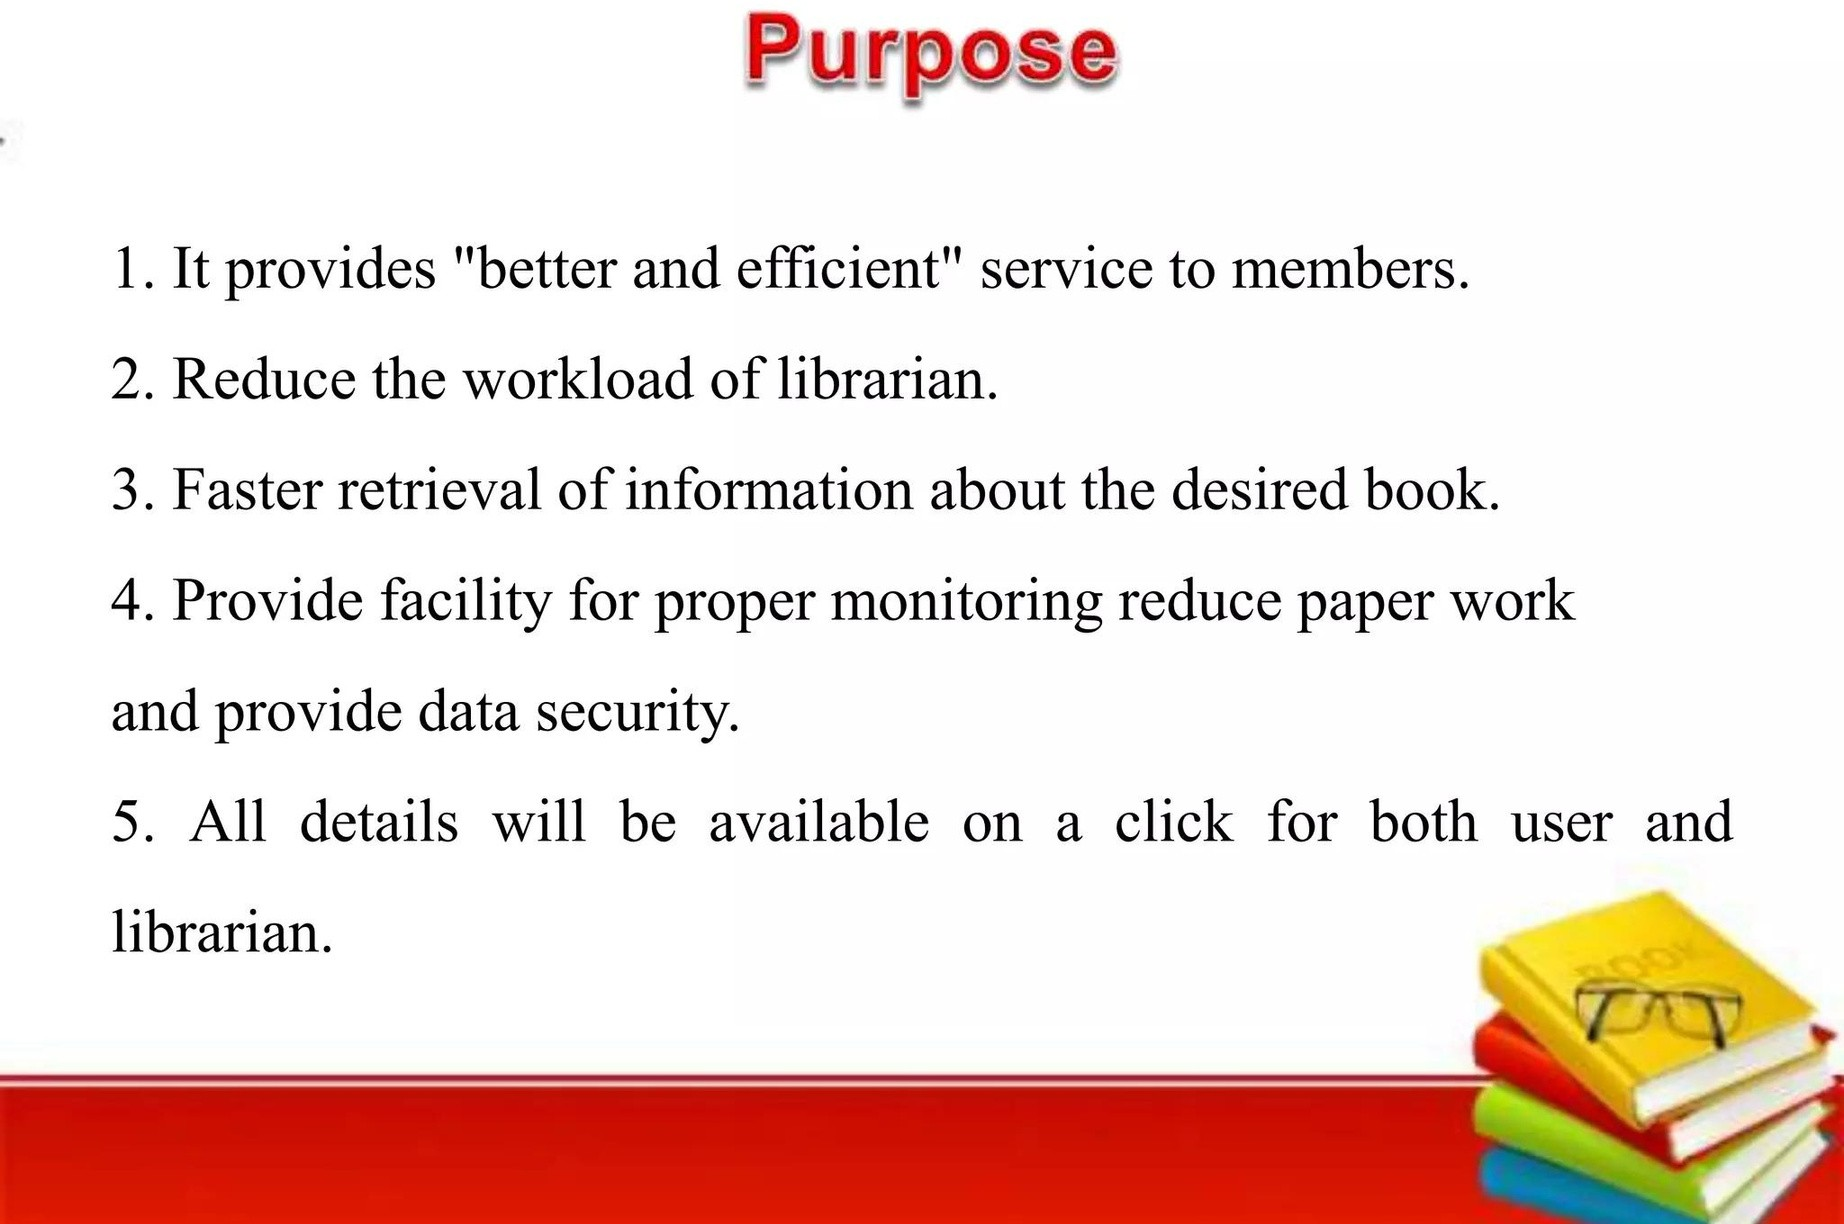 Purpose
1. It provides "better and efficient" service to members.
2. Reduce the workload of librarian.
3. Faster retrieval of information about the desired book.
4. Provide facility for proper monitoring reduce paper work
and provide data security.
5. All details will be available on a click for both user and
librarian.
BOOK